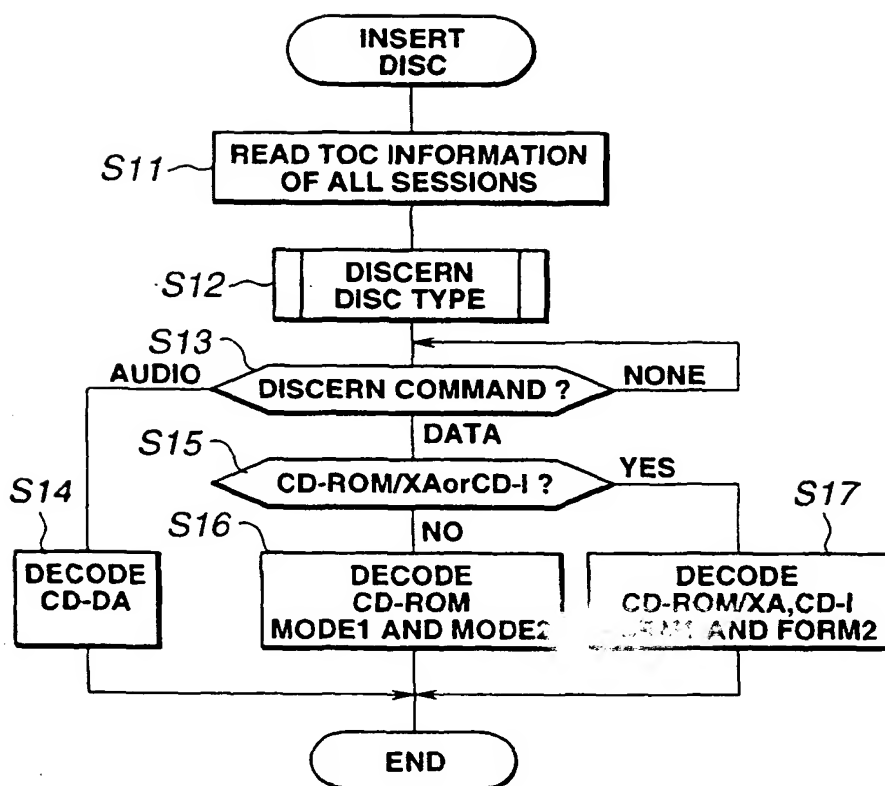 INSERT
DISC
S11
READ TOC INFORMATION
OF ALL SESSIONS
S12
DISCERN
DISC TYPE
S13
AUDIO
DISCERN COMMAND ?
NONE
DATA
S15
CD-ROM/XAorCD-I ?
YES
S14
S16
NO
S17
DECODE
CD-DA
DECODE
CD-ROM
MODE1 AND MODE2
DECODE
CD-ROM/XA,CD-I
AND FORM2
END